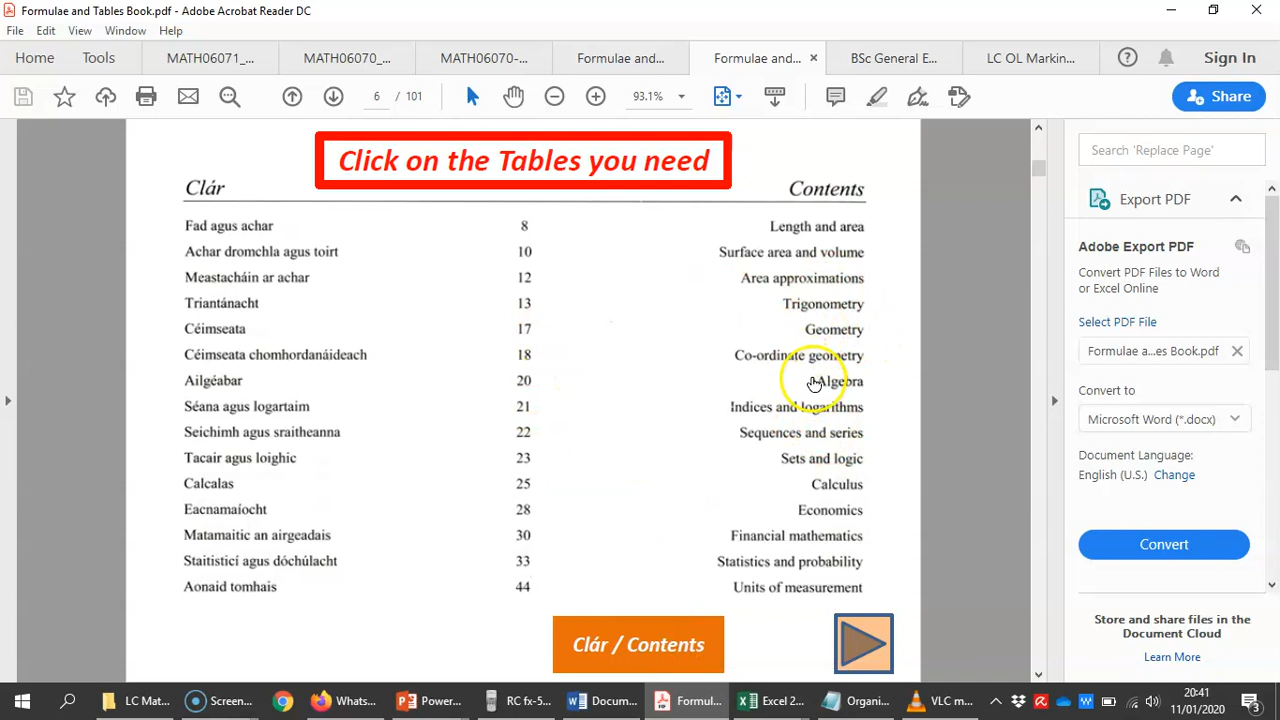 Formulae and Tables Book.pdf - Adobe Acrobat Reader DC
File Edit View Window Help
Home Tools MATH06071_... MATH06070_... MATH06070-... Formulae and... Formulae and... BSc General E... LC OL Markin... Sign In
6 / 101 93.1% Share
Click on the Tables you need
Clár Contents
Fad agus achar 8 Length and area
Achar dromchla agus toirt 10 Surface area and volume
Meastacháin ar achar 12 Area approximations
Triantánacht 13 Trigonometry
Céimseata 17 Geometry
Céimseata chomhordanáideach 18 Co-ordinate geometry
Ailgéabar 20 Algebra
Séana agus logartaim 21 Indices and logarithms
Seichimh agus sraitheanna 22 Sequences and series
Tacair agus loighic 23 Sets and logic
Calcalas 25 Calculus
Eacnamaíocht 28 Economics
Matamaitic an airgeadais 30 Financial mathematics
Staitisticí agus dóchúlacht 33 Statistics and probability
Aonaid tomhais 44 Units of measurement
Clár / Contents
Search 'Replace Page'
Export PDF
Adobe Export PDF
Convert PDF Files to Word
or Excel Online
Select PDF File
Formulae a...es Book.pdf
Convert to
Microsoft Word (*.docx)
Document Language:
English (U.S.) Change
Convert
Store and share files in the
Document Cloud
Learn More
LC Mat... Screen... Whats... Power... RC fx-5... Docum... Formul... Excel 2... Organi... VLC m...
20:41
11/01/2020